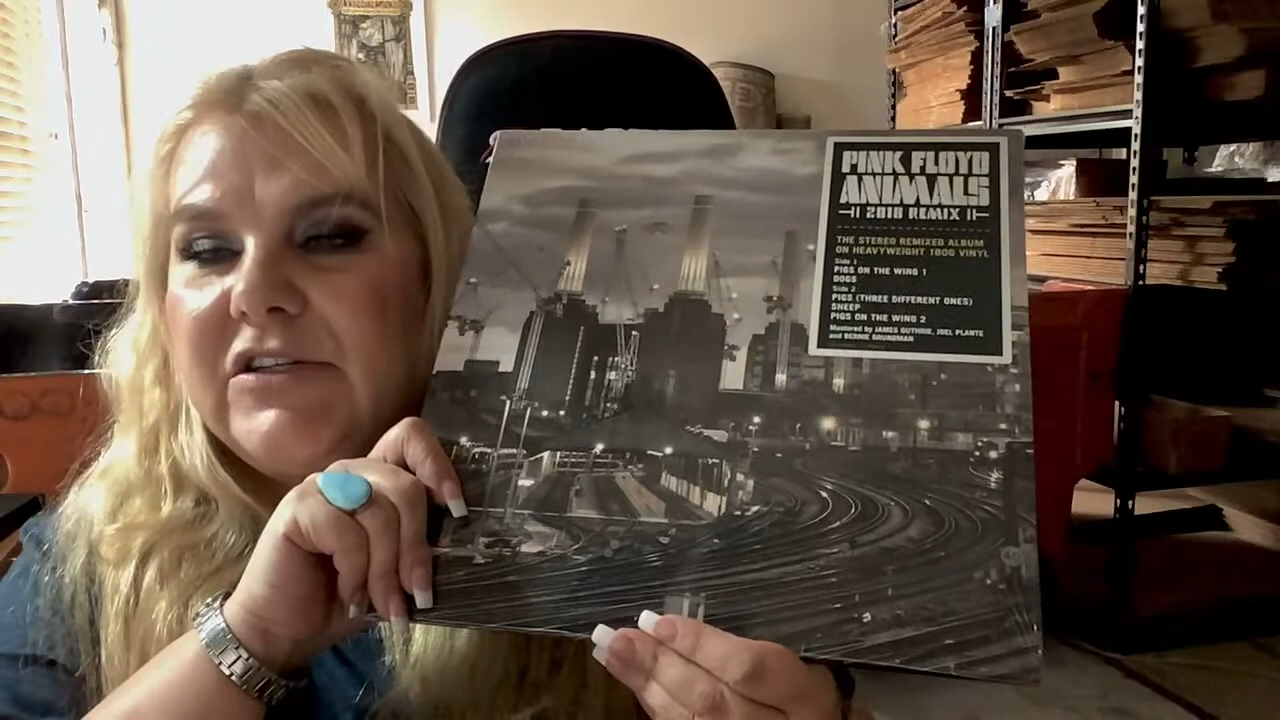 PINK FLOYD
ANIMALS
2018 REMIX
THE STEREO REMIXED ALBUM
ON HEAVYWEIGHT 180G VINYL
Side 1
PIGS ON THE WING 1
DOGS
Side 2
PIGS (THREE DIFFERENT ONES)
SHEEP
PIGS ON THE WING 2
Mastered by JAMES GUTHRIE, JOEL PLANTE
and BERNIE GRUNDMAN